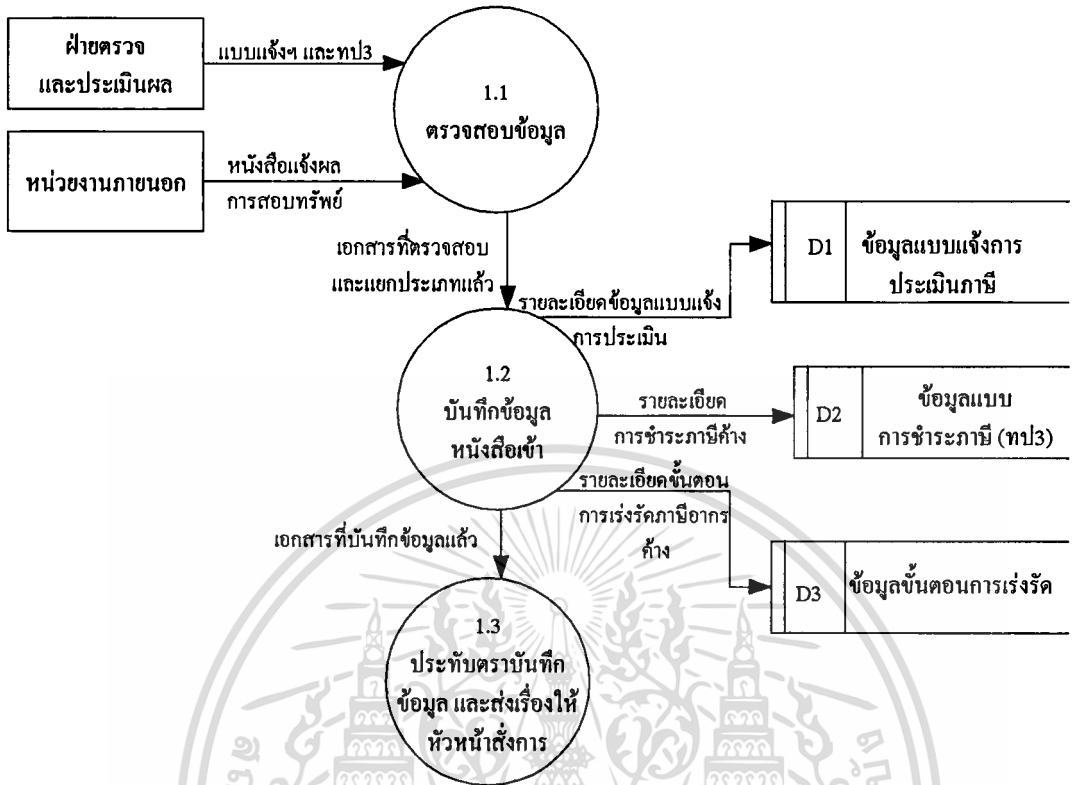 ฝ่ายตรวจ
และประเมินผล
แบบแจ้งฯ และทป3
1.1
ตรวจสอบข้อมูล
หน่วยงานภายนอก
หนังสือแจ้งผล
การสอบทรัพย์
เอกสารที่ตรวจสอบ
และแยกประเภทแล้ว
รายละเอียดข้อมูลแบบแจ้ง
การประเมิน
D1
ข้อมูลแบบแจ้งการ
ประเมินภาษี
1.2
บันทึกข้อมูล
หนังสือเข้า
รายละเอียด
การชำระภาษีค้าง
D2
ข้อมูลแบบ
การชำระภาษี (ทป3)
รายละเอียดขั้นตอน
การเร่งรัดภาษีอากร
ค้าง
D3
ข้อมูลขั้นตอนการเร่งรัด
เอกสารที่บันทึกข้อมูลแล้ว
1.3
ประทับตราบันทึก
ข้อมูล และส่งเรื่องให้
หัวหน้าสั่งการ